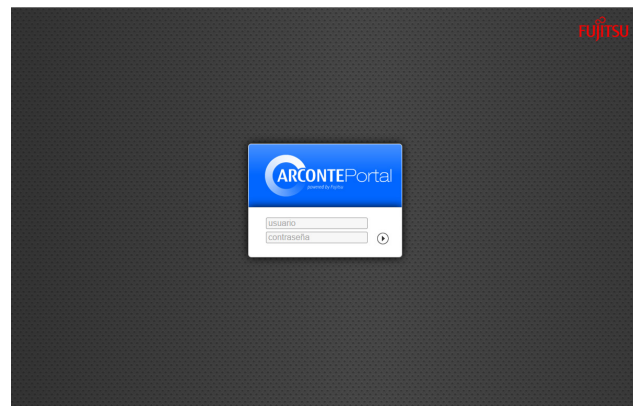 FUJITSU
ARCONTEPortal
powered by Fujitsu
usuario
contraseña